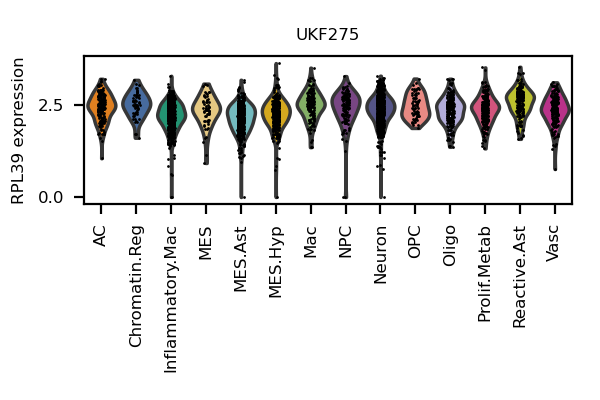 UKF275
RPL39 expression
2.5
0.0
AC
Chromatin.Reg
Inflammatory.Mac
MES
MES.Ast
MES.Hyp
Mac
NPC
Neuron
OPC
Oligo
Prolif.Metab
Reactive.Ast
Vasc